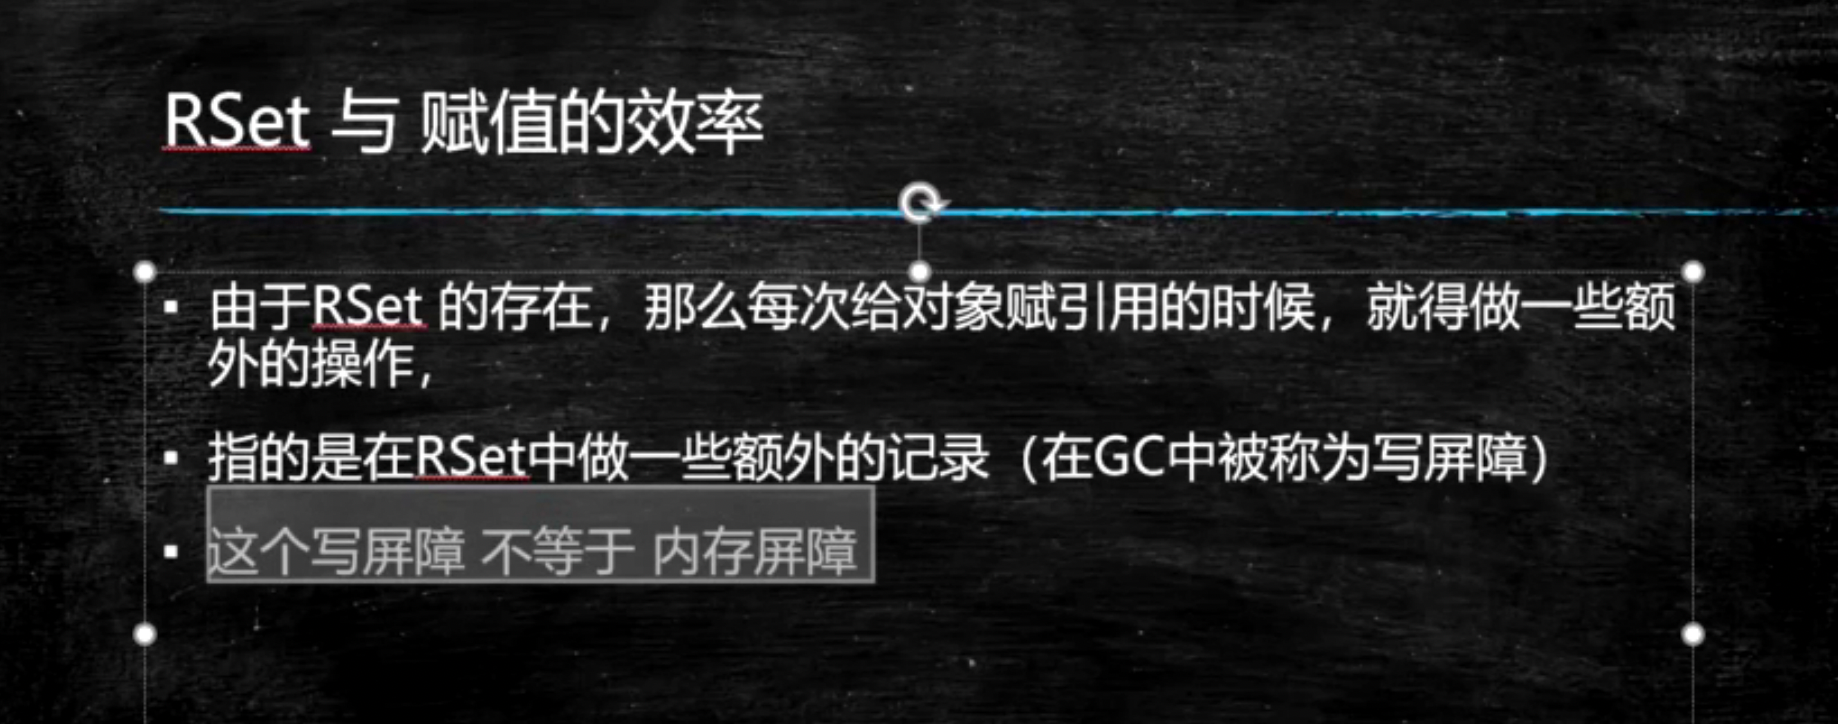 RSet 与 赋值的效率
▪ 由于RSet 的存在，那么每次给对象赋引用的时候，就得做一些额
外的操作，
▪ 指的是在RSet中做一些额外的记录（在GC中被称为写屏障）
▪ 这个写屏障 不等于 内存屏障